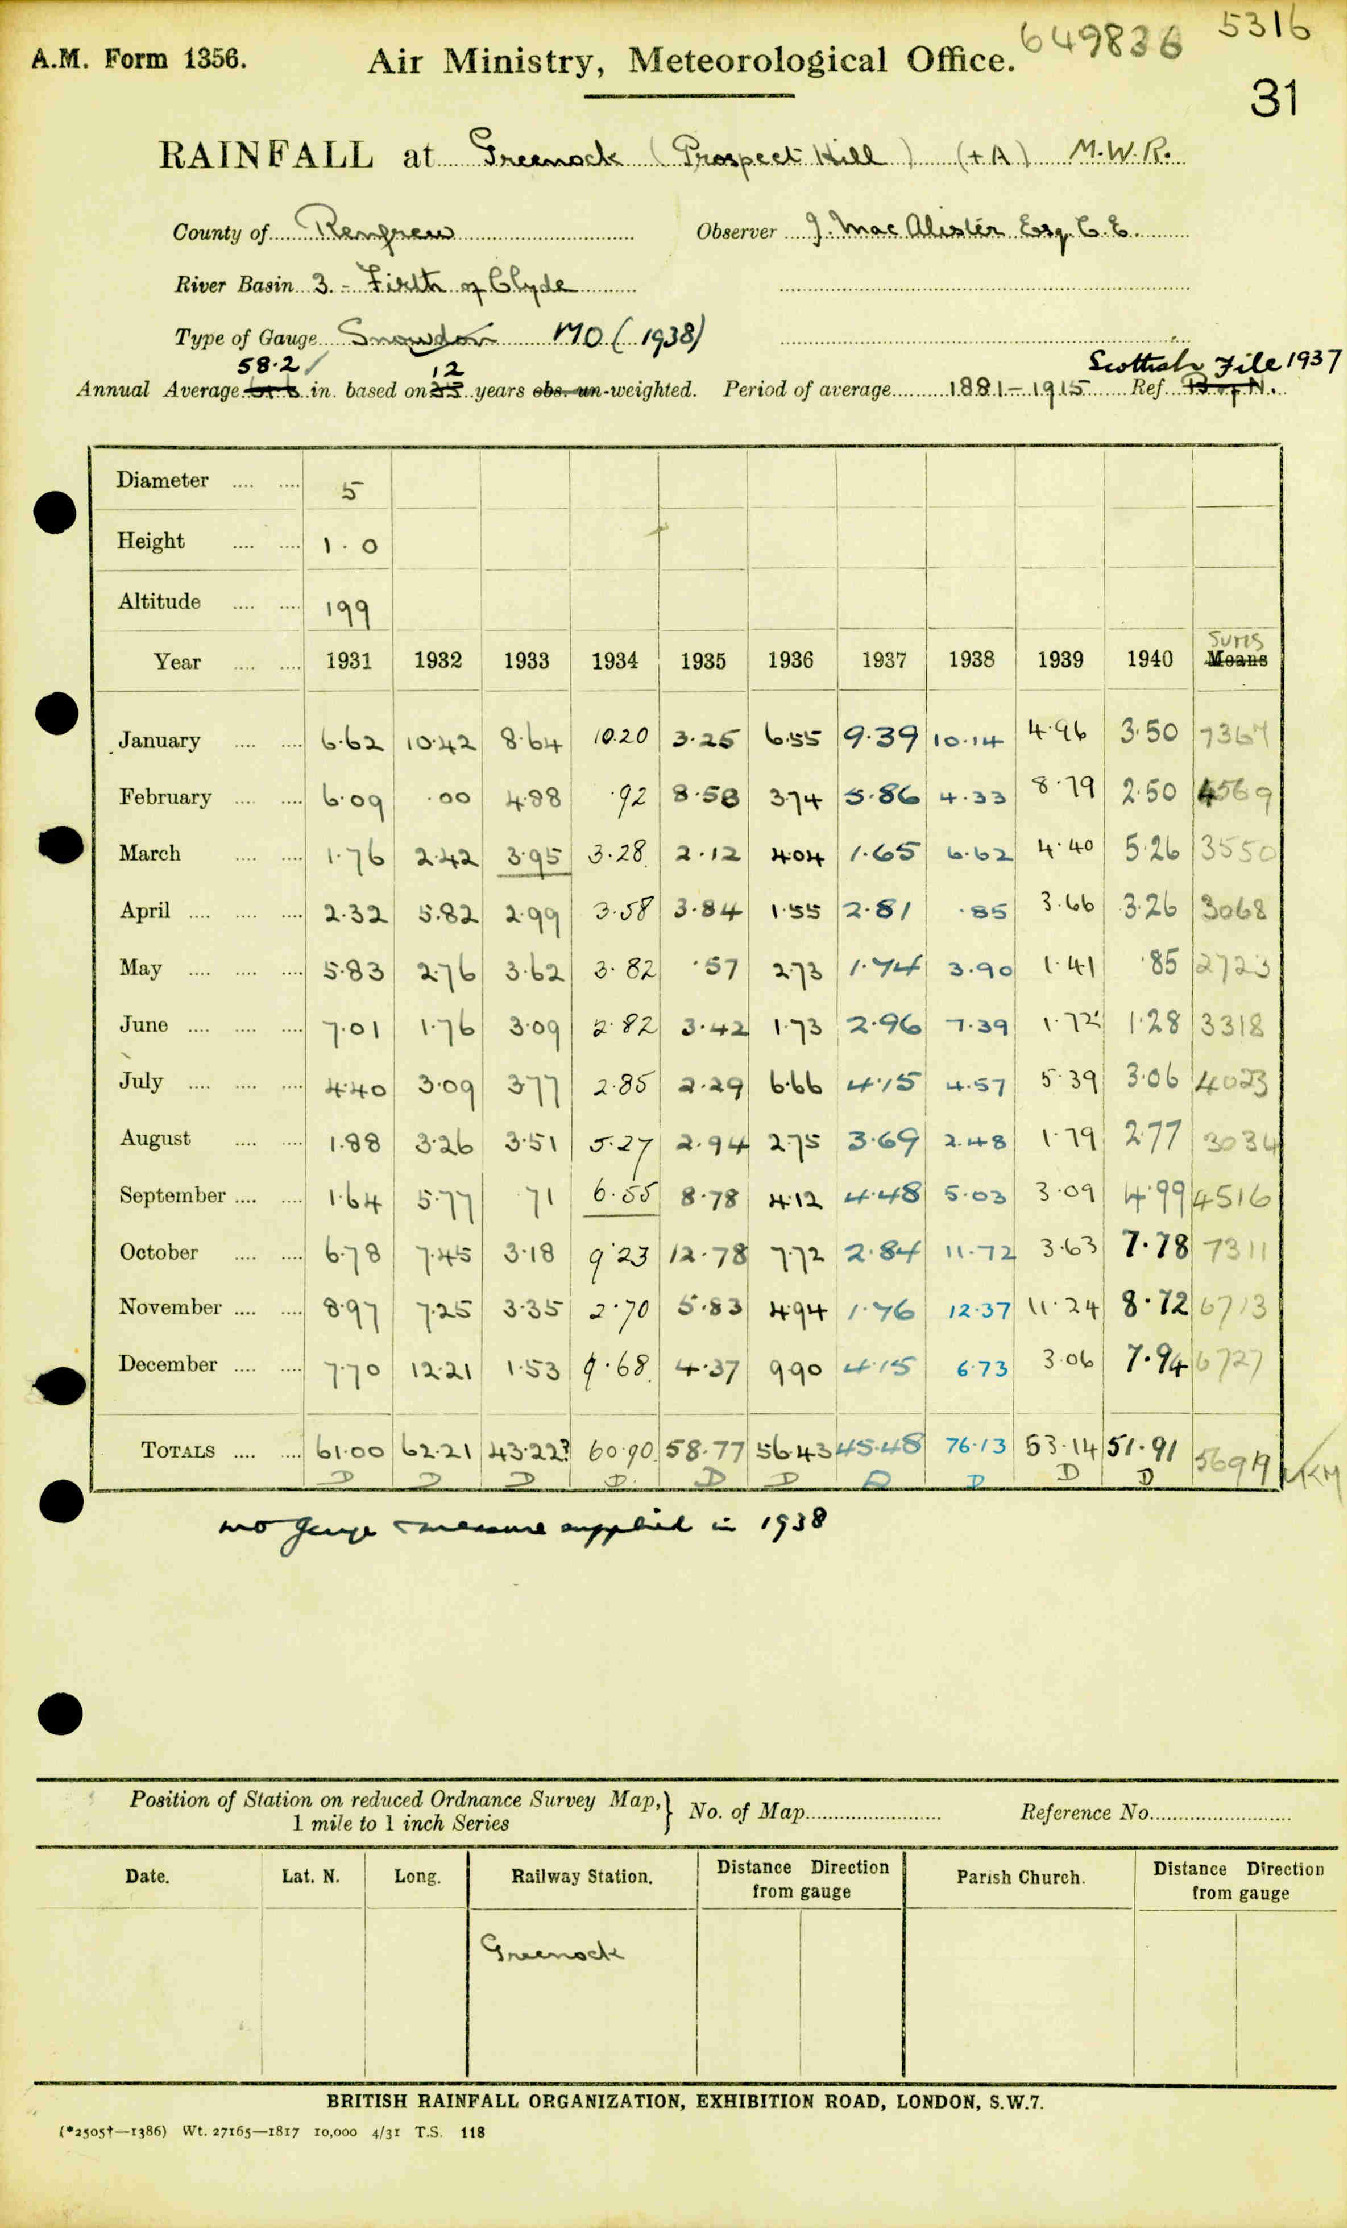 649836 5316
A.M. Form 1356. Air Ministry, Meteorological Office.
31
RAINFALL at Greenock (Prospect Hill) (+A) M.W.R.
County of Renfrew Observer J. MacAlister Esq. C.E.
River Basin 3. - Firth of Clyde
Type of Gauge Snowdon MO (1938)
58.2 12 Scottish File 1937
Annual Average in. based on 35 years obs. un-weighted. Period of average 1881-1915 Ref. B of N.
Diameter 5
Height 1.0
Altitude 199
Sums
Year 1931 1932 1933 1934 1935 1936 1937 1938 1939 1940 Means
January 6.62 10.42 8.64 10.20 3.25 6.55 9.39 10.14 4.96 3.50 7367
February 6.09 .00 4.88 .92 8.58 3.74 5.86 4.33 8.79 2.50 4569
March 1.76 2.42 3.95 3.28 2.12 4.04 1.65 6.62 4.40 5.26 3550
April 2.32 5.82 2.99 3.58 3.84 1.55 2.81 .85 3.66 3.26 3068
May 5.83 2.76 3.62 3.82 .57 2.73 1.74 3.90 1.41 .85 2723
June 7.01 1.76 3.09 2.82 3.42 1.73 2.96 7.39 1.72 1.28 3318
July 4.40 3.09 3.77 2.85 2.29 6.66 4.15 4.57 5.39 3.06 4023
August 1.88 3.26 3.51 5.27 2.94 2.75 3.69 2.48 1.79 2.77 3034
September 1.64 5.77 .71 6.55 8.78 4.12 4.48 5.03 3.09 4.99 4516
October 6.78 7.45 3.18 9.23 12.78 7.72 2.84 11.72 3.63 7.78 7311
November 8.97 7.25 3.35 2.70 5.83 4.94 1.76 12.37 11.24 8.72 6713
December 7.70 12.21 1.53 9.68 4.37 9.90 4.15 6.73 3.06 7.94 6727
TOTALS 61.00 62.21 43.22? 60.90 58.77 56.43 45.48 76.13 53.14 51.91 56919
D D D D. D D D D D D
MO gauge & measure supplied in 1938
Position of Station on reduced Ordnance Survey Map, 1 mile to 1 inch Series } No. of Map Reference No.
Date. Lat. N. Long. Railway Station. Distance Direction from gauge Parish Church. Distance Direction from gauge
Greenock
BRITISH RAINFALL ORGANIZATION, EXHIBITION ROAD, LONDON, S.W.7.
(*2505†—1386) Wt. 27165—1817 10,000 4/31 T.S. 118